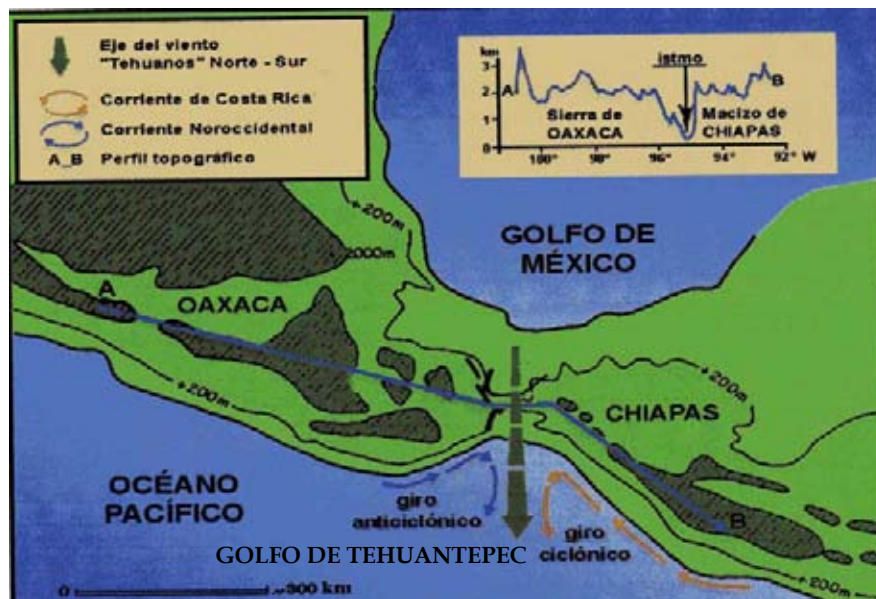 Eje del viento
"Tehuanos" Norte - Sur
Corriente de Costa Rica
Corriente Noroccidental
A_B Perfil topográfico
km
3
2
1
0
A
B
istmo
Sierra de
OAXACA
Macizo de
CHIAPAS
100°
98°
96°
94°
92° W
+200m
2000m
GOLFO DE
MÉXICO
A
OAXACA
+200m
+200m
CHIAPAS
B
OCÉANO
PACÍFICO
giro
anticiclónico
giro
ciclónico
GOLFO DE TEHUANTEPEC
+200m
0
~300 km